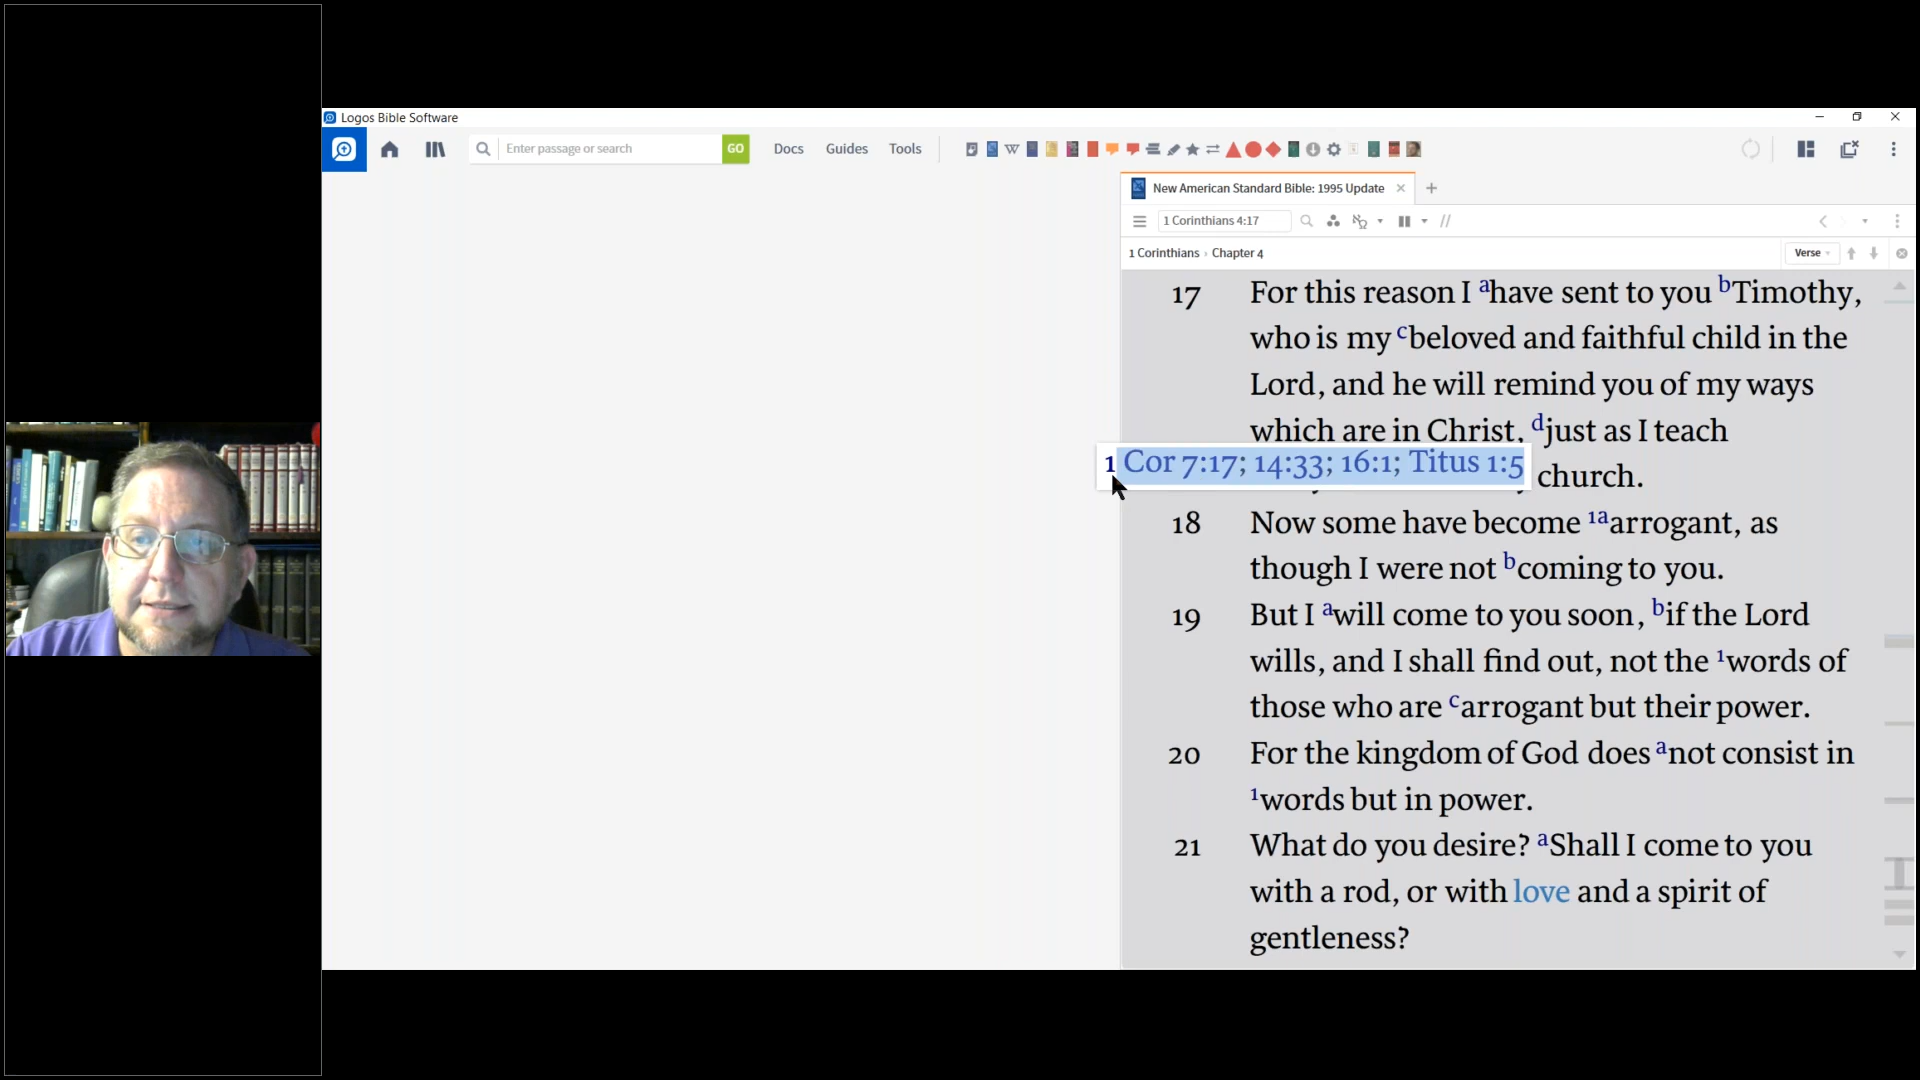 Logos Bible Software
Enter passage or search
GO
Docs
Guides
Tools
New American Standard Bible: 1995 Update
1 Corinthians 4:17
1 Corinthians › Chapter 4
Verse
17 For this reason I ahave sent to you bTimothy,
who is my cbeloved and faithful child in the
Lord, and he will remind you of my ways
which are in Christ, djust as I teach
1 Cor 7:17; 14:33; 16:1; Titus 1:5
church.
18 Now some have become 1aarrogant, as
though I were not bcoming to you.
19 But I awill come to you soon, bif the Lord
wills, and I shall find out, not the 1words of
those who are carrogant but their power.
20 For the kingdom of God does anot consist in
1words but in power.
21 What do you desire? aShall I come to you
with a rod, or with love and a spirit of
gentleness?